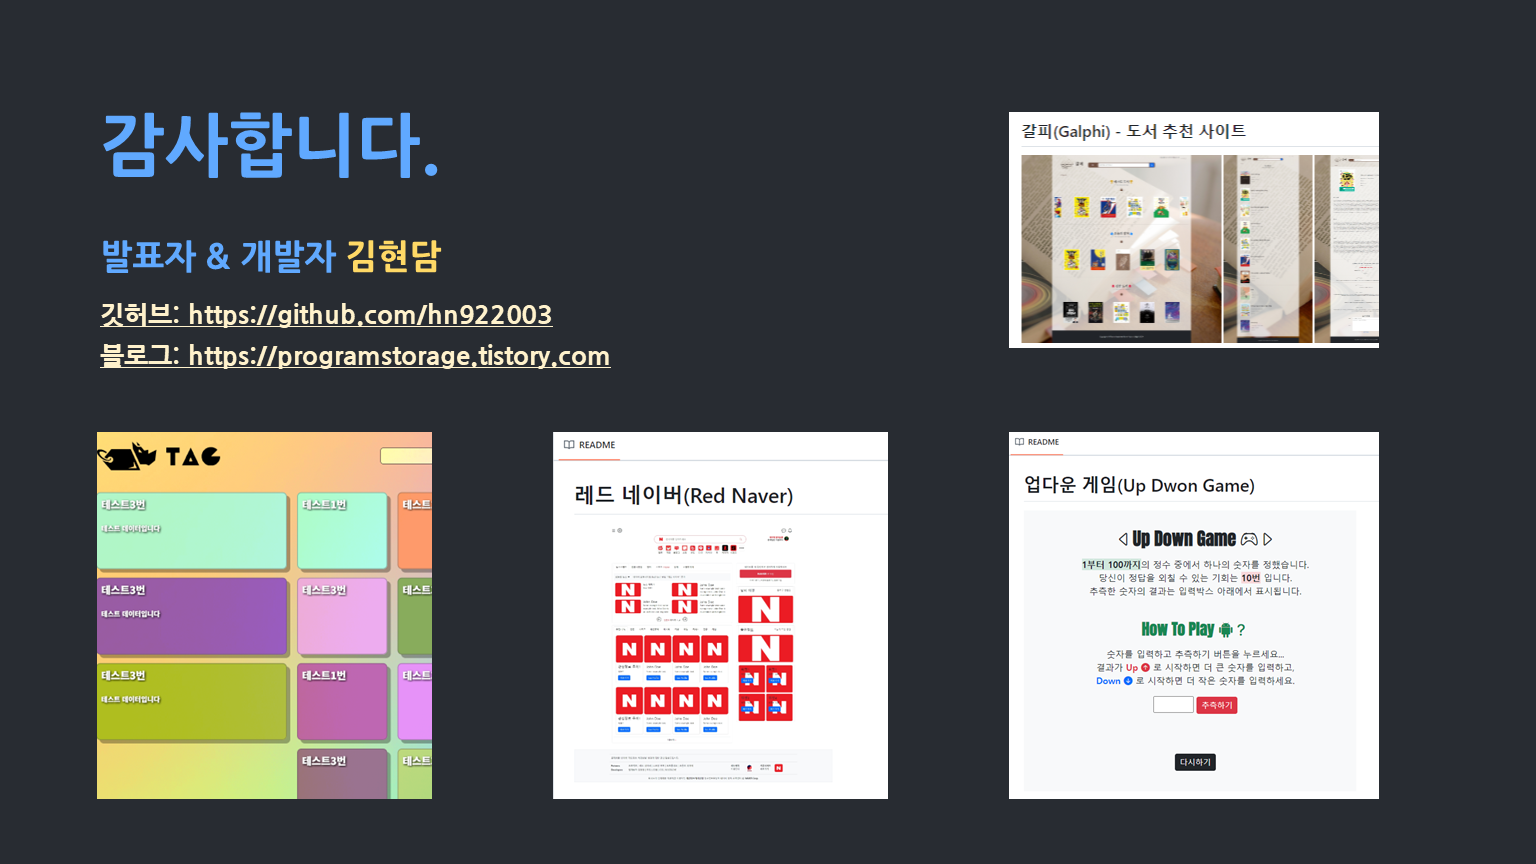 감사합니다.
발표자 & 개발자 김현담
깃허브: https://github.com/hn922003
블로그: https://programstorage.tistory.com
갈피(Galphi) - 도서 추천 사이트
TAG
테스트3번
테스트 데이터입니다
테스트1번
테스트3번
테스트 데이터입니다
테스트3번
테스트3번
테스트 데이터입니다
테스트1번
테스트3번
README
레드 네이버(Red Naver)
README
업다운 게임(Up Dwon Game)
Up Down Game
1부터 100까지의 정수 중에서 하나의 숫자를 정했습니다.
당신이 정답을 외칠 수 있는 기회는 10번 입니다.
추측한 숫자의 결과는 입력박스 아래에서 표시됩니다.
How To Play ?
숫자를 입력하고 추측하기 버튼을 누르세요...
결과가 Up 로 시작하면 더 큰 숫자를 입력하고,
Down 로 시작하면 더 작은 숫자를 입력하세요.
추측하기
다시하기